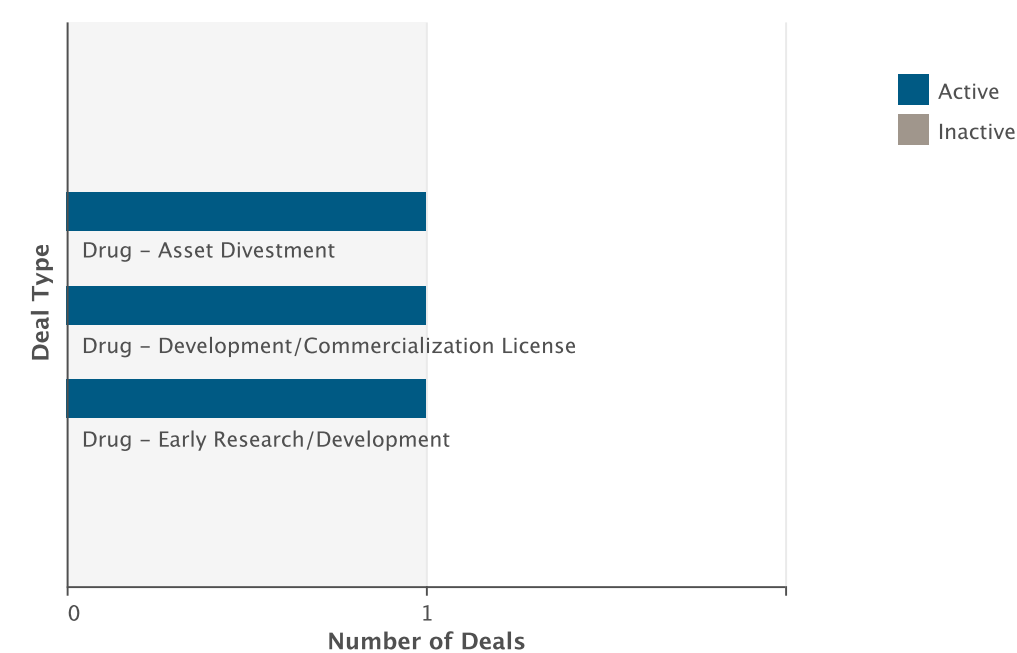 Active
Inactive
Deal Type
Drug – Asset Divestment
Drug – Development/Commercialization License
Drug – Early Research/Development
0
1
Number of Deals